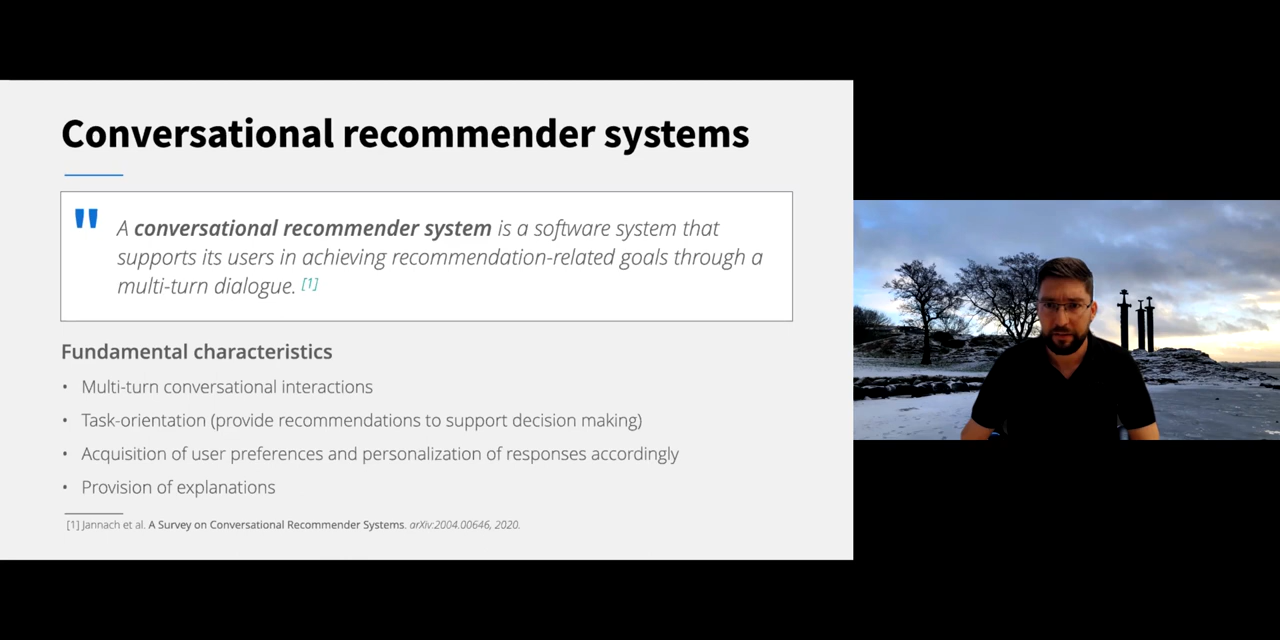 Conversational recommender systems
" A conversational recommender system is a software system that
supports its users in achieving recommendation-related goals through a
multi-turn dialogue. [1]
Fundamental characteristics
• Multi-turn conversational interactions
• Task-orientation (provide recommendations to support decision making)
• Acquisition of user preferences and personalization of responses accordingly
• Provision of explanations
[1] Jannach et al. A Survey on Conversational Recommender Systems. arXiv:2004.00646, 2020.